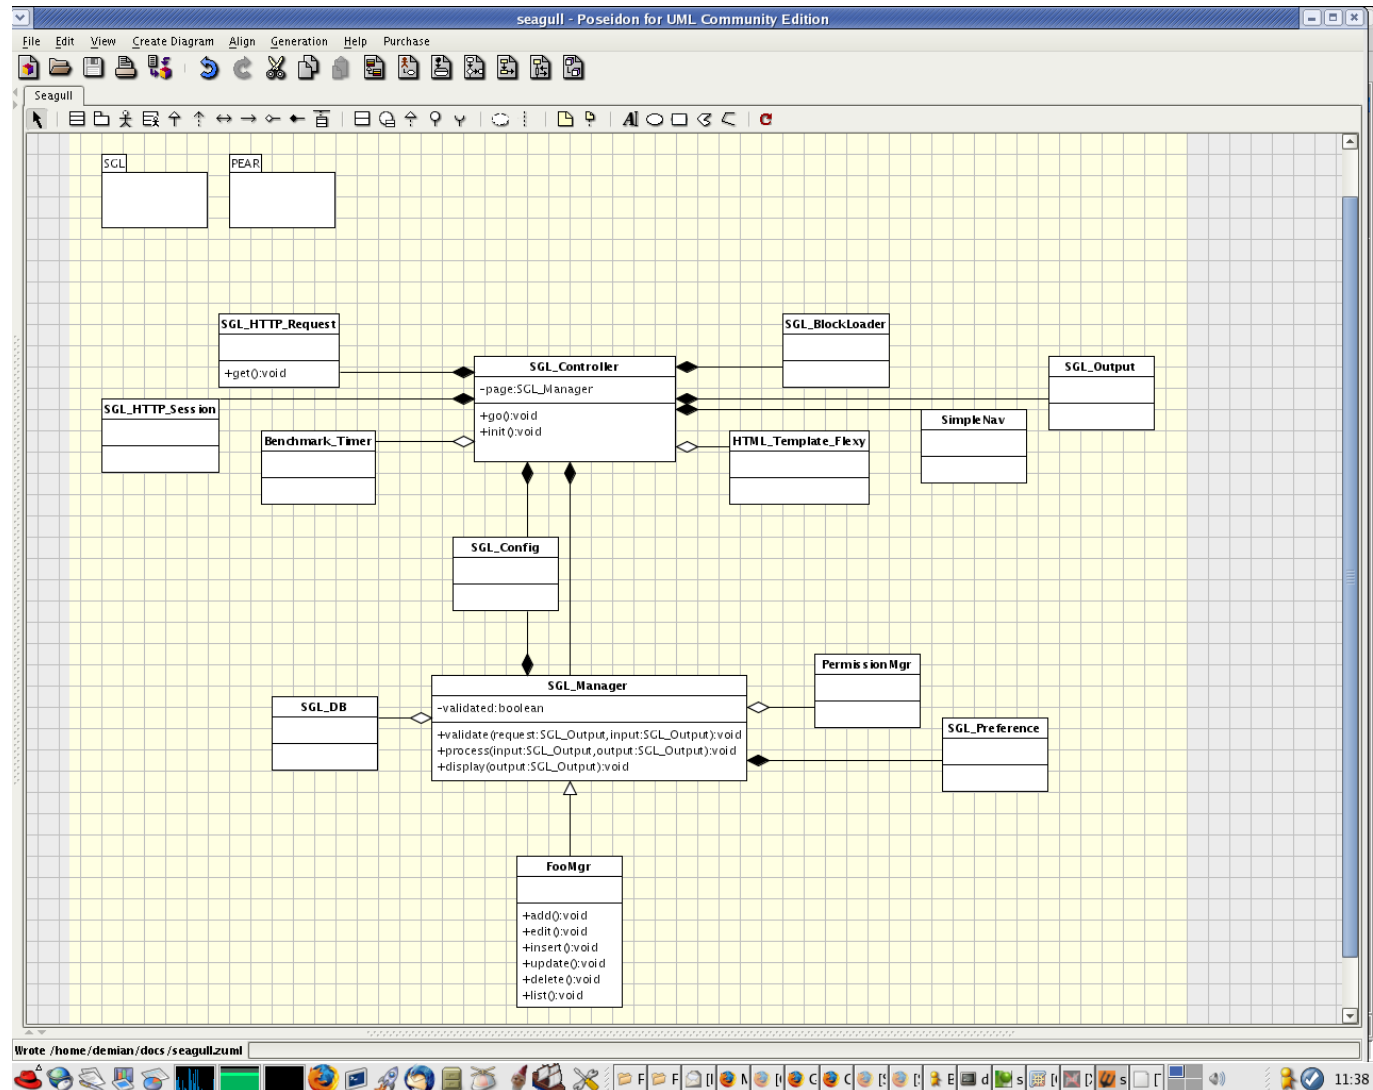 seagull - Poseidon for UML Community Edition
File Edit View Create Diagram Align Generation Help Purchase
Seagull
SGL
PEAR
SGL_HTTP_Request
+get():void
SGL_BlockLoader
SGL_Controller
-page:SGL_Manager
+go():void
+init():void
SGL_Output
SGL_HTTP_Session
SimpleNav
Benchmark_Timer
HTML_Template_Flexy
SGL_Config
PermissionMgr
SGL_Manager
-validated:boolean
+validate(request:SGL_Output,input:SGL_Output):void
+process(input:SGL_Output,output:SGL_Output):void
+display(output:SGL_Output):void
SGL_DB
SGL_Preference
FooMgr
+add():void
+edit():void
+insert():void
+update():void
+delete():void
+list():void
Wrote /home/demian/docs/seagull.zuml
F F [I N [( C C [! [ E d s [( [ s [
11:38